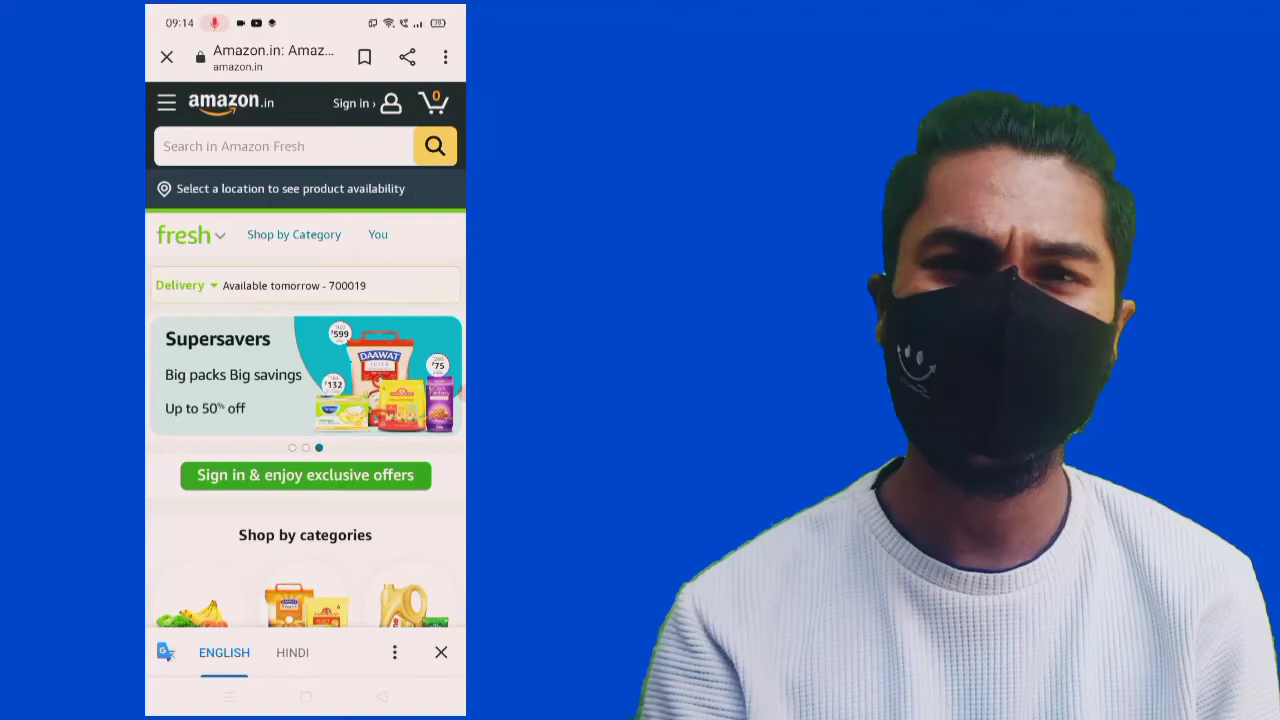 09:14
79
Amazon.in: Amaz...
amazon.in
amazon.in
Sign in ›
0
Search in Amazon Fresh
Select a location to see product availability
fresh
Shop by Category
You
Delivery
Available tomorrow - 700019
Supersavers
Big packs Big savings
Up to 50% off
₹599
₹132
₹75
DAAWAT
Sign in & enjoy exclusive offers
Shop by categories
ENGLISH
HINDI